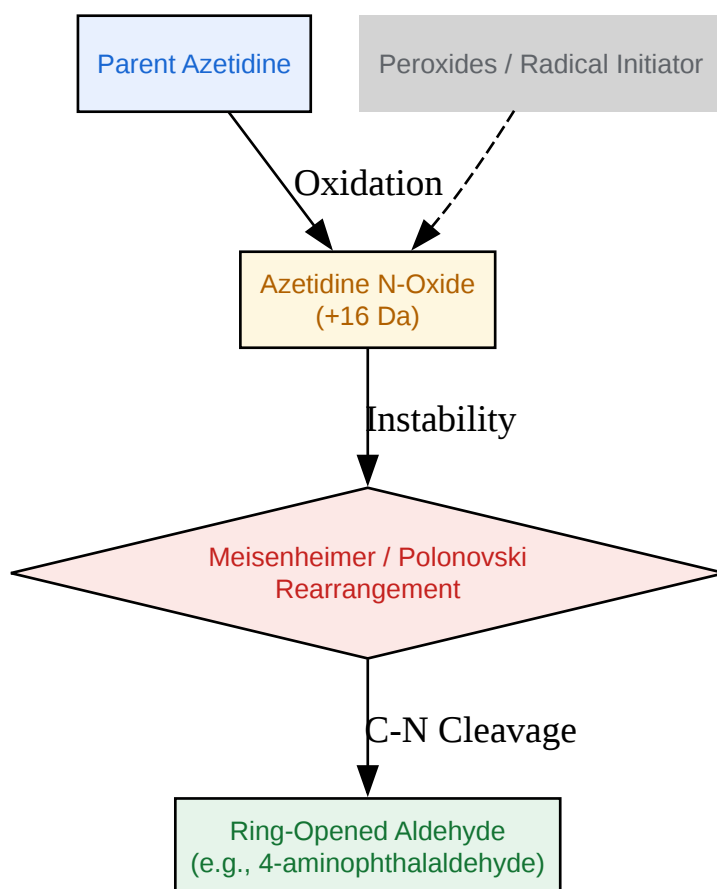 Parent Azetidine
Peroxides / Radical Initiator
Oxidation
Azetidine N-Oxide
(+16 Da)
Instability
Meisenheimer / Polonovski
Rearrangement
C-N Cleavage
Ring-Opened Aldehyde
(e.g., 4-aminophthalaldehyde)